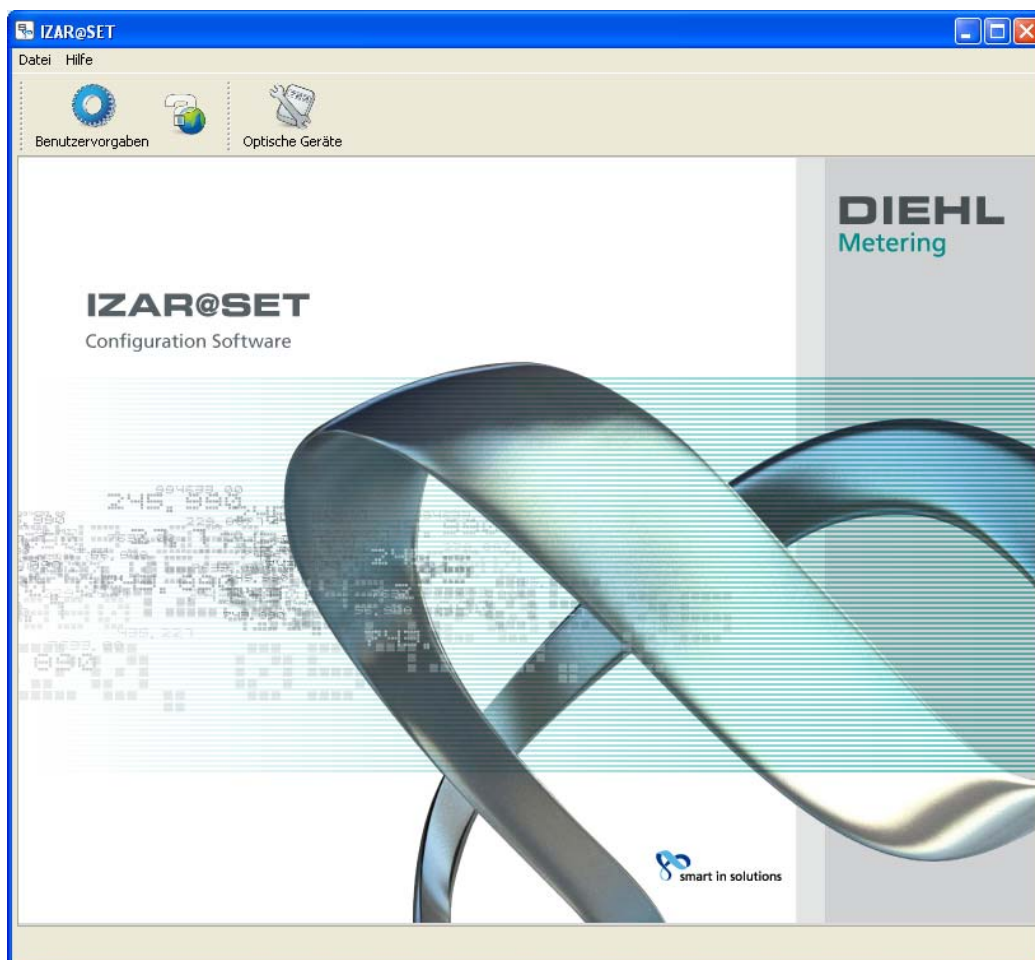 IZAR@SET
Datei Hilfe
Benutzervorgaben
Optische Geräte
DIEHL
Metering
IZAR@SET
Configuration Software
245.990
smart in solutions